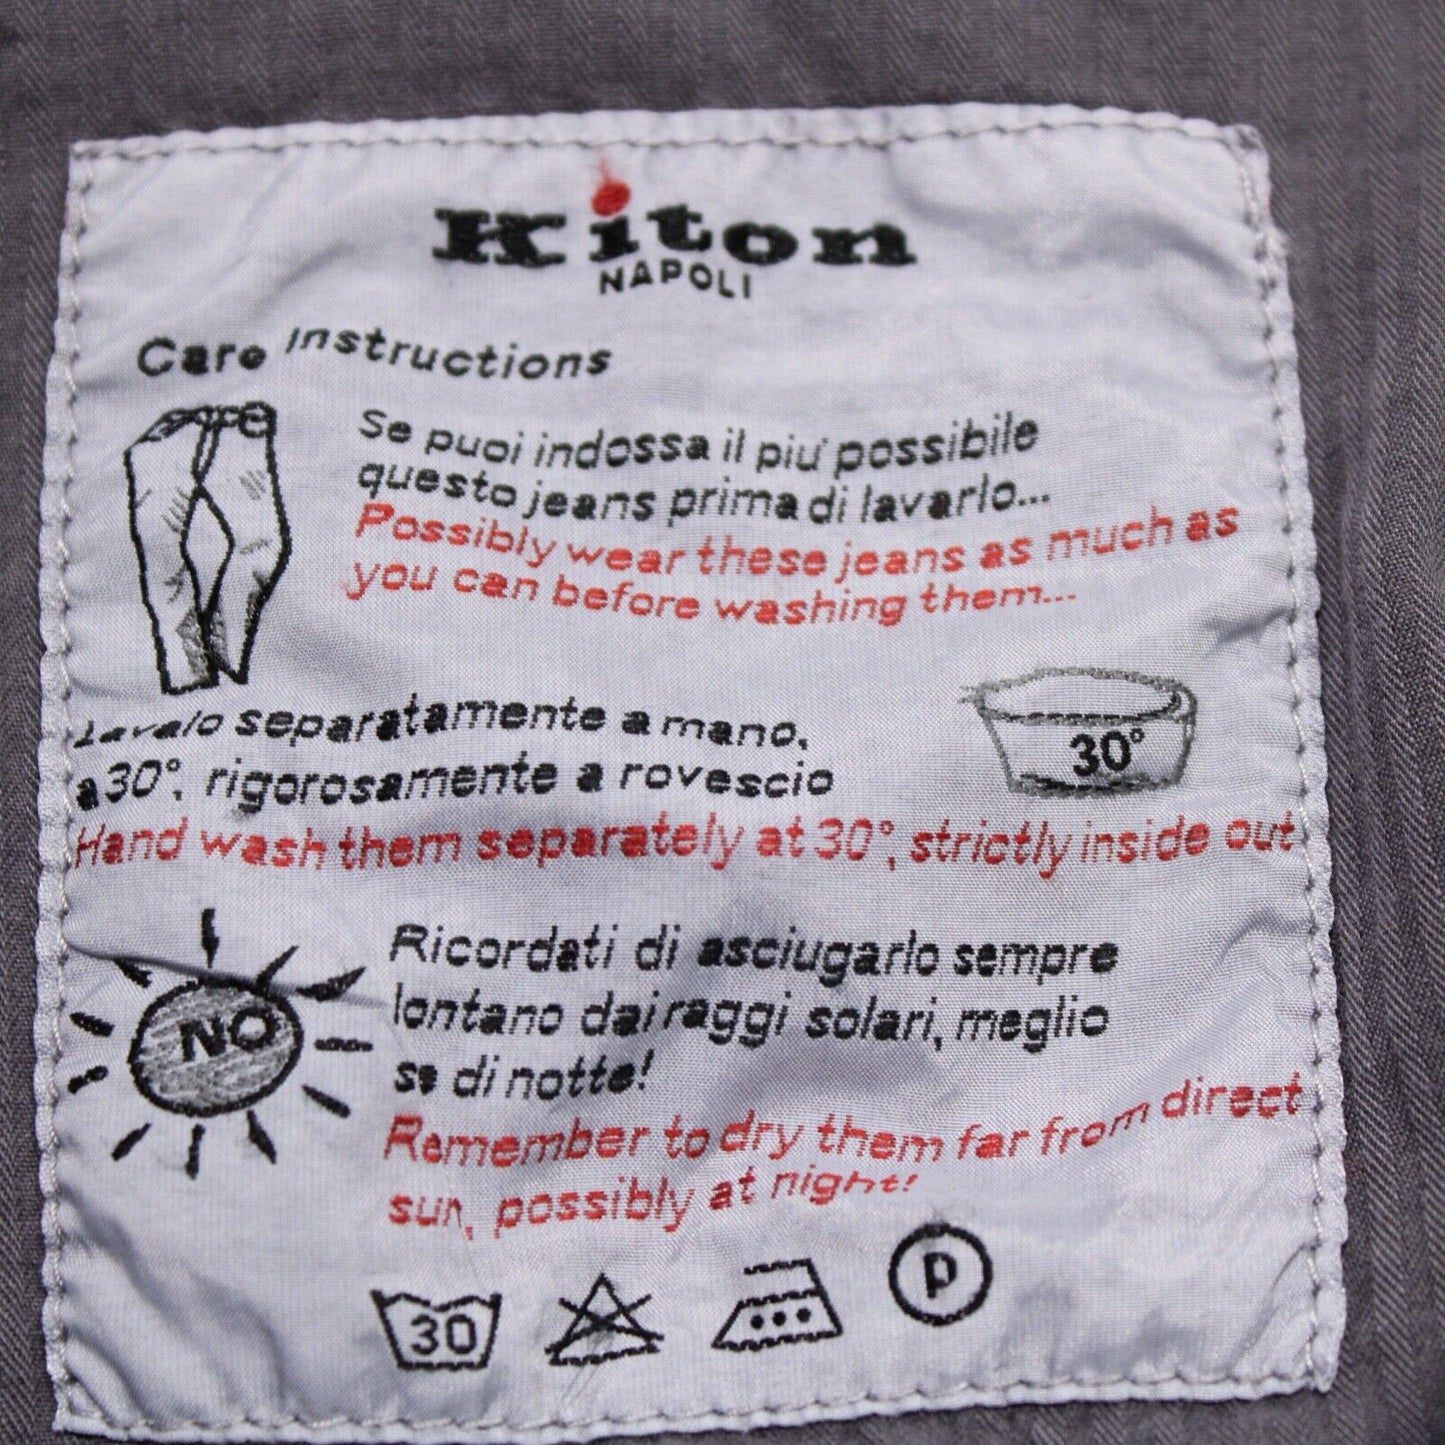 Kiton
NAPOLI
Care Instructions
Se puoi indossa il piu' possibile
questo jeans prima di lavarlo...
Possibly wear these jeans as much as
you can before washing them...
Lavalo separatamente a mano,
a 30°, rigorosamente a rovescio
30°
Hand wash them separately at 30°, strictly inside out
NO
Ricordati di asciugarlo sempre
lontano dai raggi solari, meglio
se di notte!
Remember to dry them far from direct
sun, possibly at night!
30
P